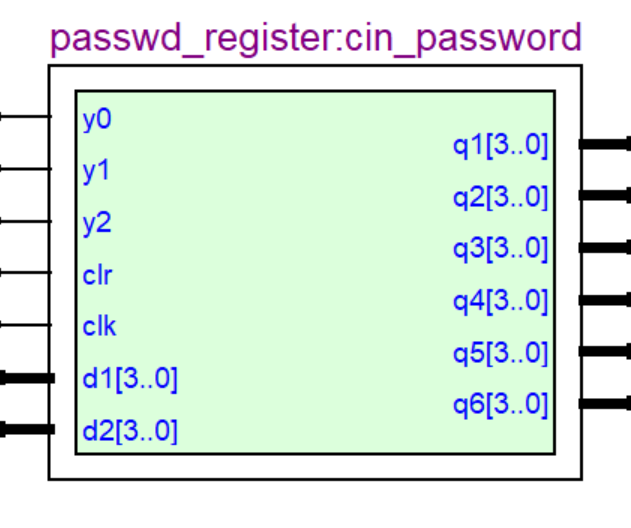 passwd_register:cin_password
y0
y1
y2
clr
clk
d1[3..0]
d2[3..0]
q1[3..0]
q2[3..0]
q3[3..0]
q4[3..0]
q5[3..0]
q6[3..0]